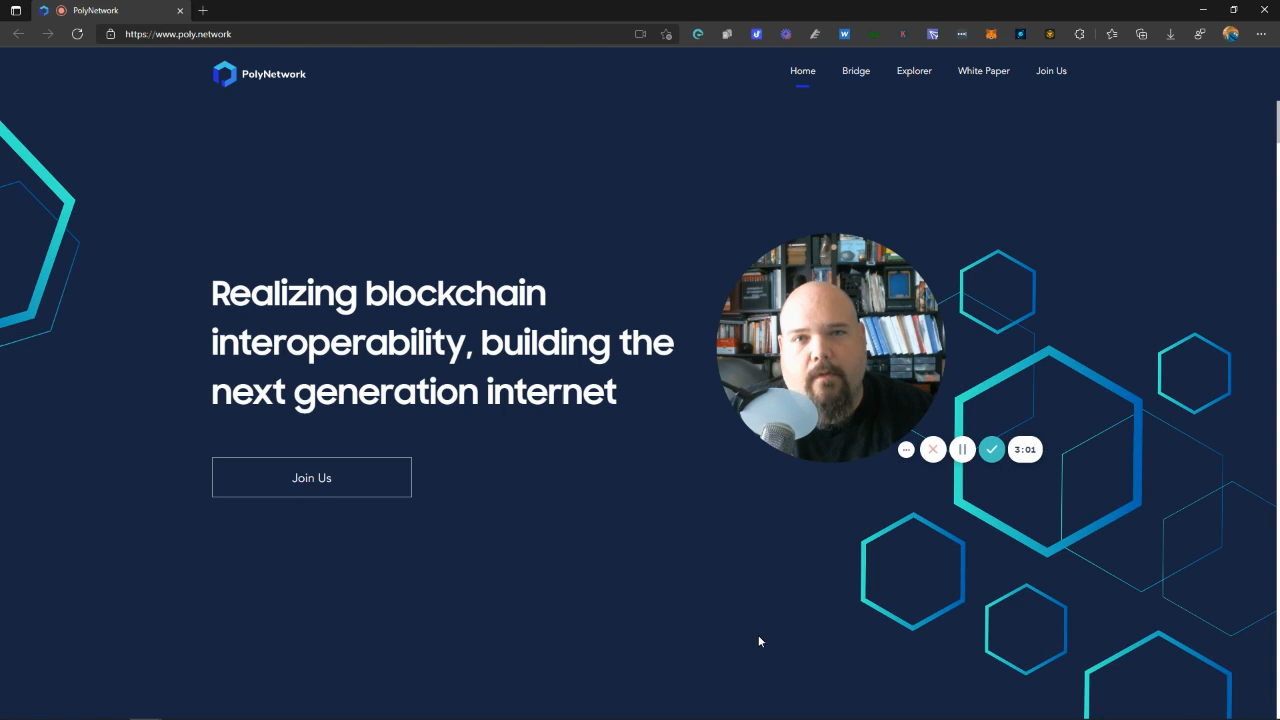 PolyNetwork
https://www.poly.network
PolyNetwork
Home
Bridge
Explorer
White Paper
Join Us
Realizing blockchain
interoperability, building the
next generation internet
Join Us
3:01